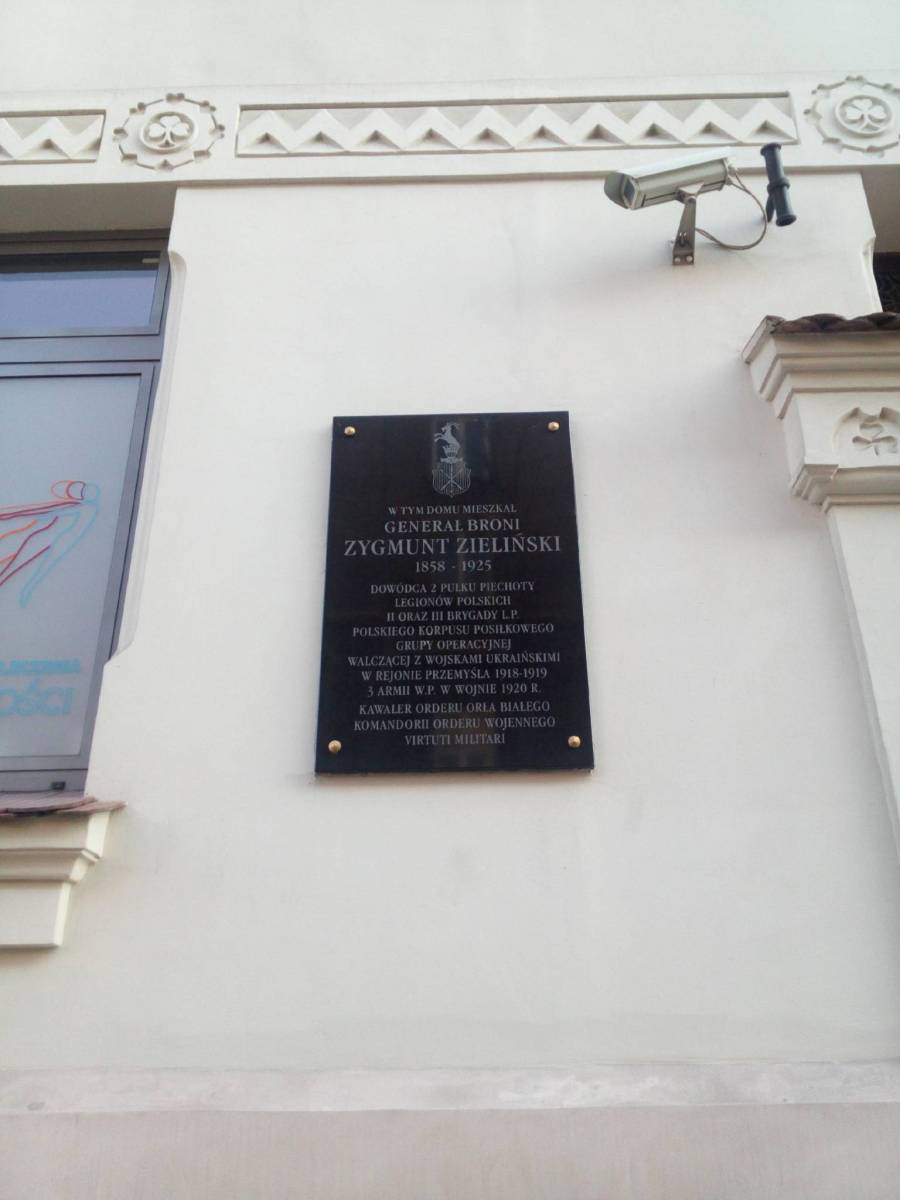 W TYM DOMU MIESZKAŁ
GENERAŁ BRONI
ZYGMUNT ZIELIŃSKI
1858 - 1925
DOWÓDCA 2 PUŁKU PIECHOTY
LEGIONÓW POLSKICH
II ORAZ III BRYGADY L.P.
POLSKIEGO KORPUSU POSIŁKOWEGO
GRUPY OPERACYJNEJ
WALCZĄCEJ Z WOJSKAMI UKRAIŃSKIMI
W REJONIE PRZEMYŚLA 1918-1919
3 ARMII W.P. W WOJNIE 1920 R.
KAWALER ORDERU ORŁA BIAŁEGO
KOMANDORII ORDERU WOJENNEGO
VIRTUTI MILITARI